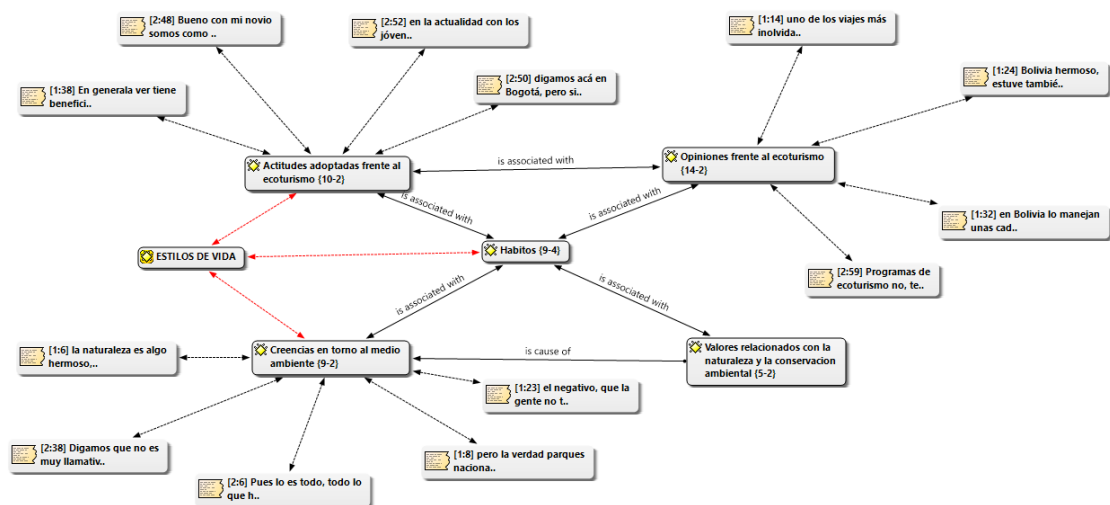 [2:48] Bueno con mi novio
somos como ..
[2:52] en la actualidad con los
jóven..
[1:14] uno de los viajes más
inolvida..
[1:38] En generala ver tiene
benefici..
[2:50] digamos acá en
Bogotá, pero si..
[1:24] Bolivia hermoso,
estuve tambié..
Actitudes adoptadas frente al
ecoturismo {10-2}
is associated with
Opiniones frente al ecoturismo
{14-2}
is associated with
is associated with
[1:32] en Bolivia lo manejan
unas cad..
ESTILOS DE VIDA
Habitos {9-4}
[2:59] Programas de
ecoturismo no, te..
is associated with
is associated with
[1:6] la naturaleza es algo
hermoso,..
Creencias en torno al medio
ambiente {9-2}
is cause of
Valores relacionados con la
naturaleza y la conservacion
ambiental {5-2}
[1:23] el negativo, que la
gente no t..
[2:38] Digamos que no es
muy llamativ..
[1:8] pero la verdad parques
naciona..
[2:6] Pues lo es todo, todo lo
que h..